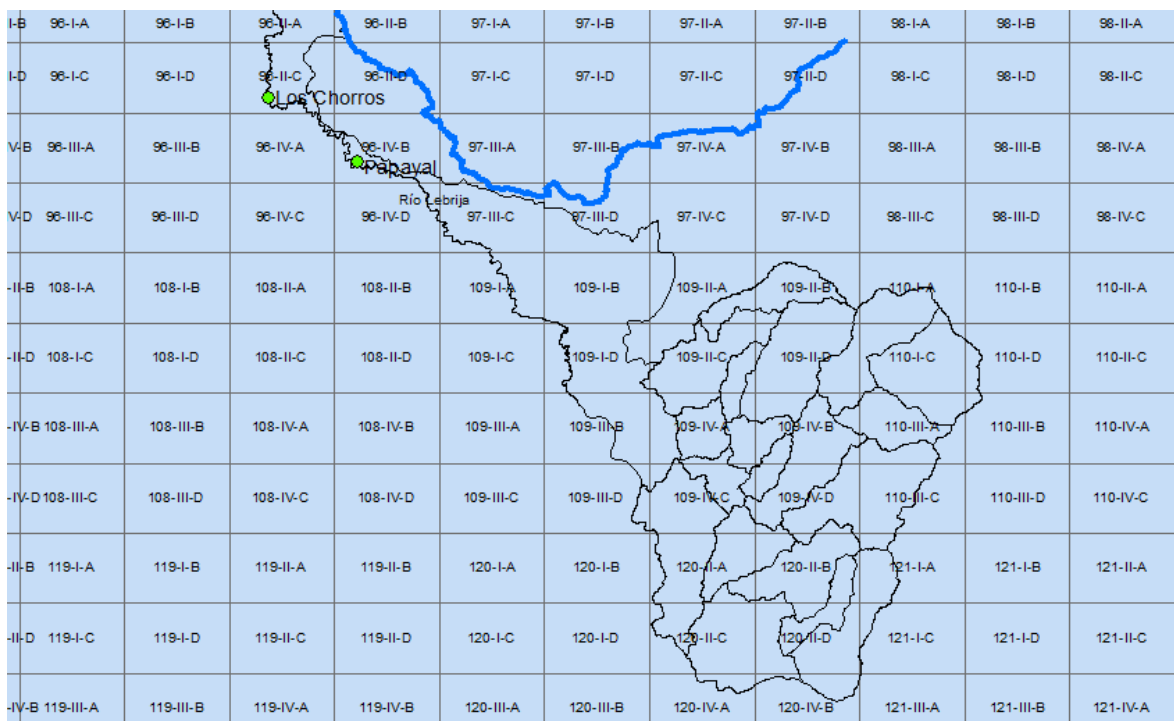 I-B 96-I-A 96-I-B 96-II-A 96-II-B 97-I-A 97-I-B 97-II-A 97-II-B 98-I-A 98-I-B 98-II-A
I-D 96-I-C 96-I-D 96-II-C 96-II-D 97-I-C 97-I-D 97-II-C 97-II-D 98-I-C 98-I-D 98-II-C
Los Chorros
V-B 96-III-A 96-III-B 96-IV-A 96-IV-B 97-III-A 97-III-B 97-IV-A 97-IV-B 98-III-A 98-III-B 98-IV-A
Papayal
Río Lebrija
V-D 96-III-C 96-III-D 96-IV-C 96-IV-D 97-III-C 97-III-D 97-IV-C 97-IV-D 98-III-C 98-III-D 98-IV-C
-II-B 108-I-A 108-I-B 108-II-A 108-II-B 109-I-A 109-I-B 109-II-A 109-II-B 110-I-A 110-I-B 110-II-A
-II-D 108-I-C 108-I-D 108-II-C 108-II-D 109-I-C 109-I-D 109-II-C 109-II-D 110-I-C 110-I-D 110-II-C
-IV-B 108-III-A 108-III-B 108-IV-A 108-IV-B 109-III-A 109-III-B 109-IV-A 109-IV-B 110-III-A 110-III-B 110-IV-A
-IV-D 108-III-C 108-III-D 108-IV-C 108-IV-D 109-III-C 109-III-D 109-IV-C 109-IV-D 110-III-C 110-III-D 110-IV-C
-II-B 119-I-A 119-I-B 119-II-A 119-II-B 120-I-A 120-I-B 120-II-A 120-II-B 121-I-A 121-I-B 121-II-A
-II-D 119-I-C 119-I-D 119-II-C 119-II-D 120-I-C 120-I-D 120-II-C 120-II-D 121-I-C 121-I-D 121-II-C
-IV-B 119-III-A 119-III-B 119-IV-A 119-IV-B 120-III-A 120-III-B 120-IV-A 120-IV-B 121-III-A 121-III-B 121-IV-A